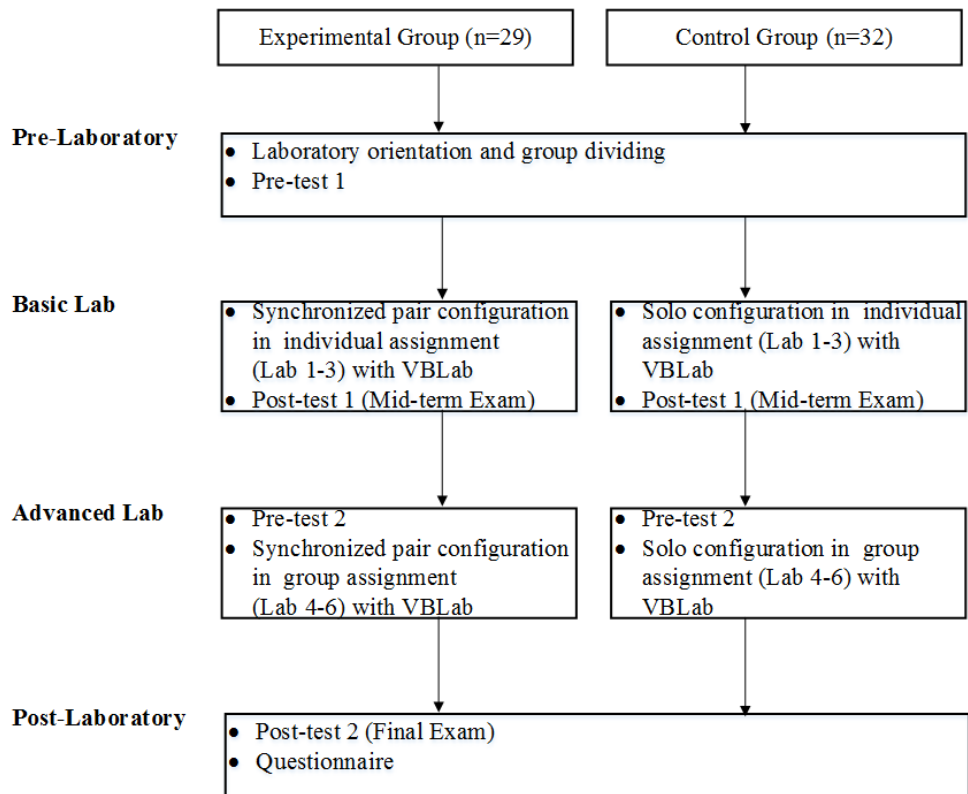 Experimental Group (n=29)
Control Group (n=32)
Pre-Laboratory
● Laboratory orientation and group dividing
● Pre-test 1
Basic Lab
● Synchronized pair configuration
in individual assignment
(Lab 1-3) with VBLab
● Post-test 1 (Mid-term Exam)
● Solo configuration in individual
assignment (Lab 1-3) with
VBLab
● Post-test 1 (Mid-term Exam)
Advanced Lab
● Pre-test 2
● Synchronized pair configuration
in group assignment
(Lab 4-6) with VBLab
● Pre-test 2
● Solo configuration in group
assignment (Lab 4-6) with
VBLab
Post-Laboratory
● Post-test 2 (Final Exam)
● Questionnaire